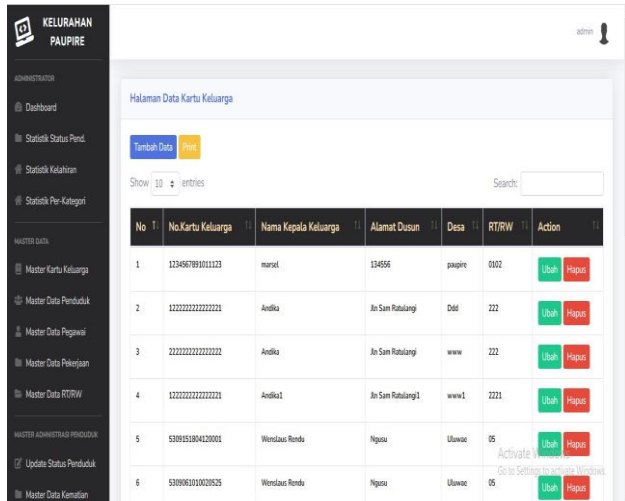 KELURAHAN
PAUPIRE
admin
ADMINISTRATOR
Dashboard
Statistik Status Pend.
Statistik Kelahiran
Statistik Per-Kategori
MASTER DATA
Master Kartu Keluarga
Master Data Penduduk
Master Data Pegawai
Master Data Pekerjaan
Master Data RT/RW
MASTER ADMINISTRASI PENDUDUK
Update Status Penduduk
Master Data Kematian
Halaman Data Kartu Keluarga
Tambah Data Print
Show 10 entries Search:
No No.Kartu Keluarga Nama Kepala Keluarga Alamat Dusun Desa RT/RW Action
1 1234567891011123 marsel 134556 paupire 0102 Ubah Hapus
2 1222222222222221 Andika Jln Sam Ratulangi Ddd 222 Ubah Hapus
3 2222222222222222 Andika Jln Sam Ratulangi www 222 Ubah Hapus
4 1222222222222221 Andika1 Jln Sam Ratulangi1 www1 2221 Ubah Hapus
5 5309151804120001 Wenslaus Rendu Ngusu Uluwae 05 Ubah Hapus
6 5309061010020525 Wenslaus Rendu Ngusu Uluwae 05 Ubah Hapus
Activate Windows
Go to Settings to activate Windows.